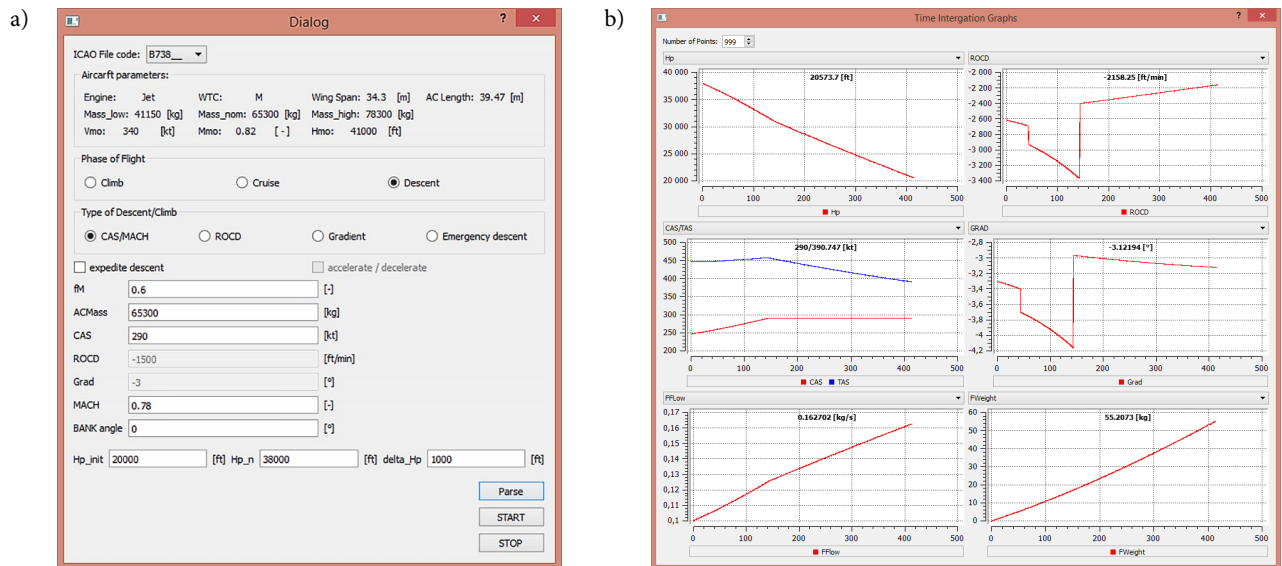 a)
Dialog
?
×
ICAO File code: B738__
Aircarft parameters:
Engine: Jet WTC: M Wing Span: 34.3 [m] AC Length: 39.47 [m]
Mass_low: 41150 [kg] Mass_nom: 65300 [kg] Mass_high: 78300 [kg]
Vmo: 340 [kt] Mmo: 0.82 [-] Hmo: 41000 [ft]
Phase of Flight
Climb Cruise Descent
Type of Descent/Climb
CAS/MACH ROCD Gradient Emergency descent
expedite descent accelerate / decelerate
fM 0.6 [-]
ACMass 65300 [kg]
CAS 290 [kt]
ROCD -1500 [ft/min]
Grad -3 [°]
MACH 0.78 [-]
BANK angle 0 [°]
Hp_init 20000 [ft] Hp_n 38000 [ft] delta_Hp 1000 [ft]
Parse
START
STOP
b)
Time Intergation Graphs
?
×
Number of Points: 999
Hp
20573.7 [ft]
40 000
35 000
30 000
25 000
20 000
0 100 200 300 400 500
Hp
ROCD
-2158.25 [ft/min]
-2 000
-2 200
-2 400
-2 600
-2 800
-3 000
-3 200
-3 400
0 100 200 300 400 500
ROCD
CAS/TAS
290/390.747 [kt]
500
450
400
350
300
250
200
0 100 200 300 400 500
CAS TAS
GRAD
-3.12194 [°]
-2,8
-3
-3,2
-3,4
-3,6
-3,8
-4
-4,2
0 100 200 300 400 500
Grad
FFLow
0.162702 [kg/s]
0,17
0,16
0,15
0,14
0,13
0,12
0,11
0,1
0 100 200 300 400 500
FFlow
FWeight
55.2073 [kg]
60
50
40
30
20
10
0
0 100 200 300 400 500
FWeight